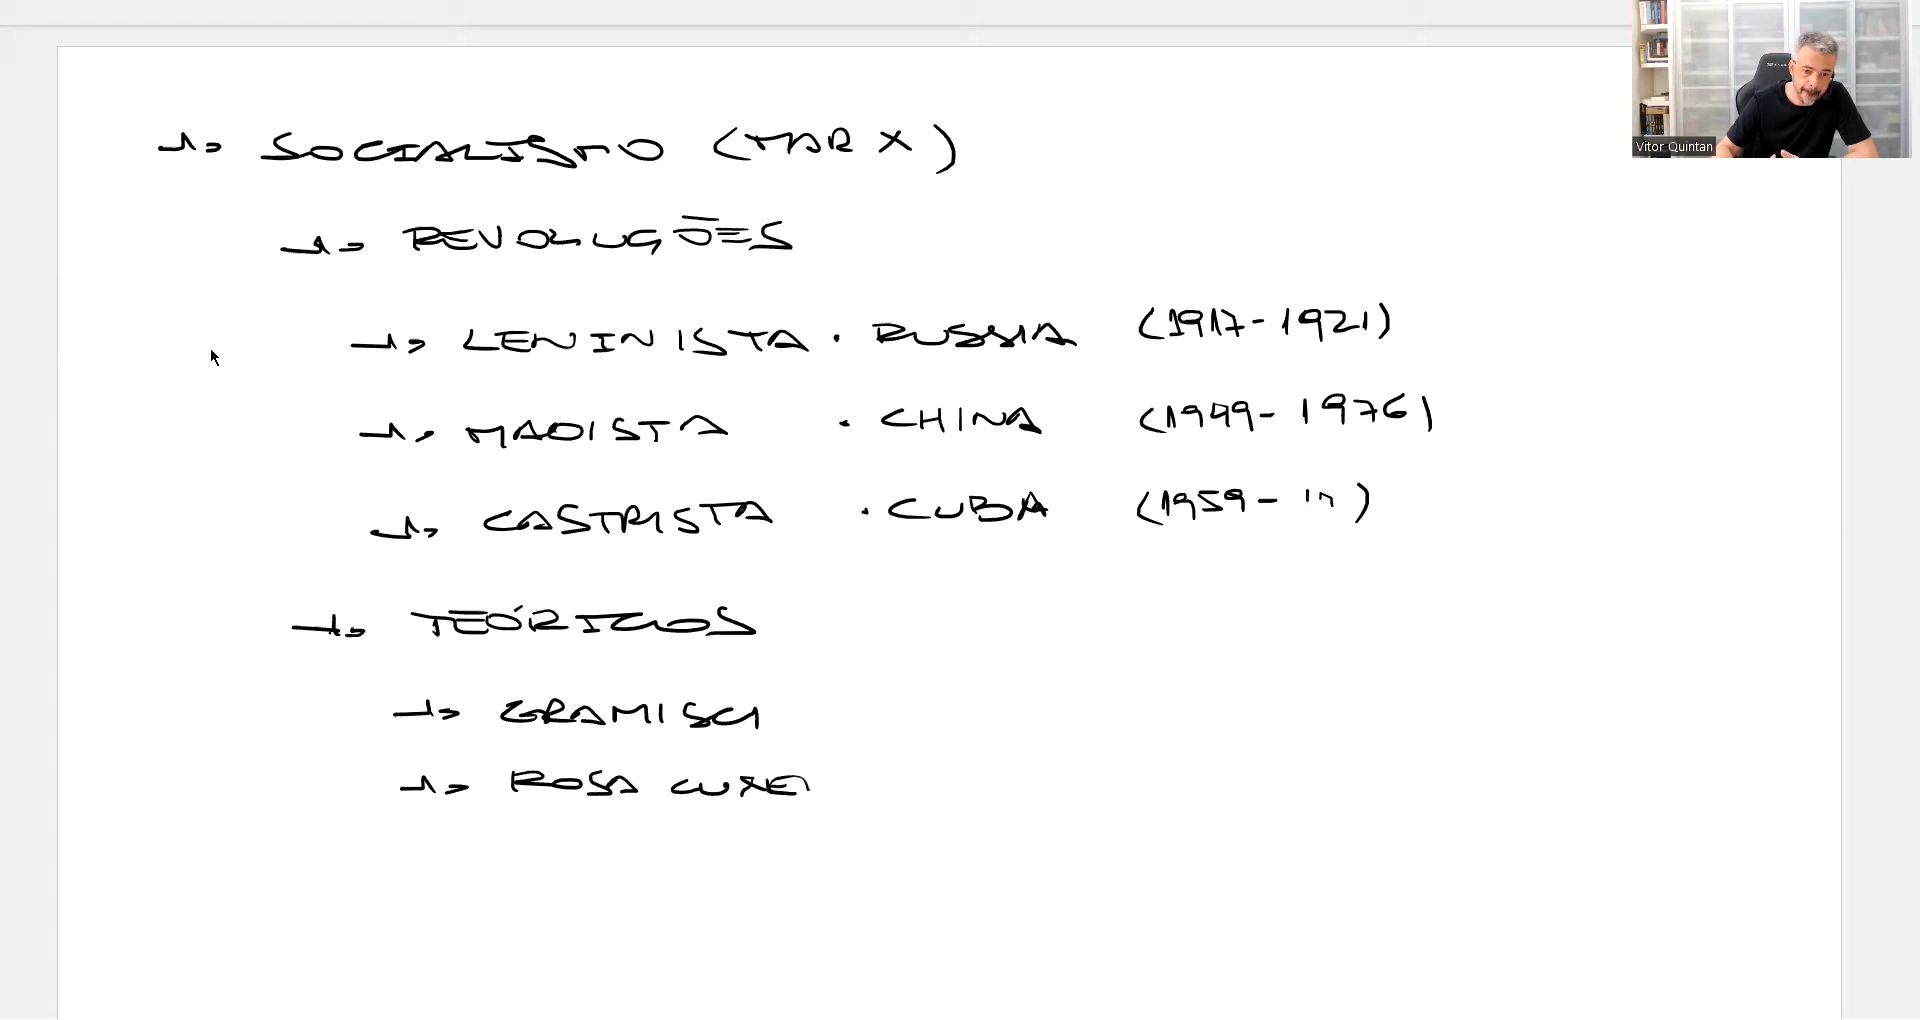 Vitor Quintan
→ SOCIALISMO (MARX)
→ REVOLUÇÕES
→ LENINISTA · RUSSIA (1917-1921)
→ MAOISTA · CHINA (1949-1976)
→ CASTRISTA · CUBA (1959- )
→ TEÓRICOS
→ GRAMISCI
→ ROSA LUXE